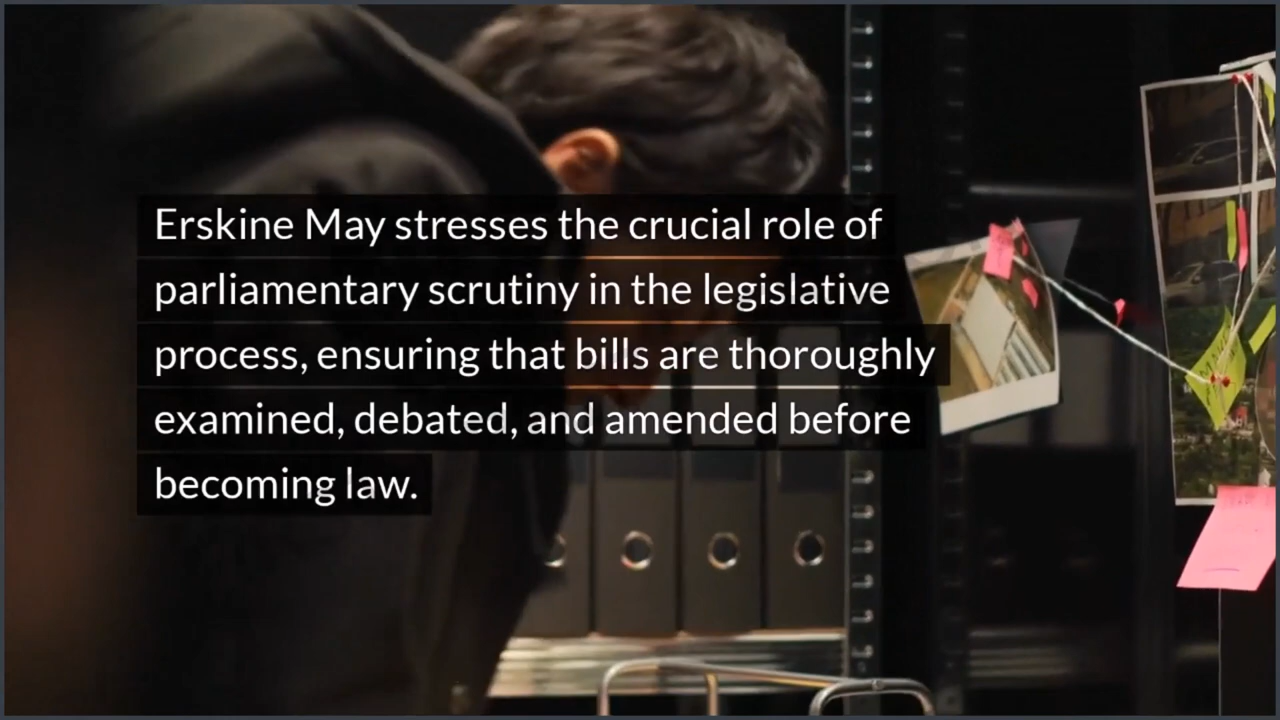 Erskine May stresses the crucial role of
parliamentary scrutiny in the legislative
process, ensuring that bills are thoroughly
examined, debated, and amended before
becoming law.